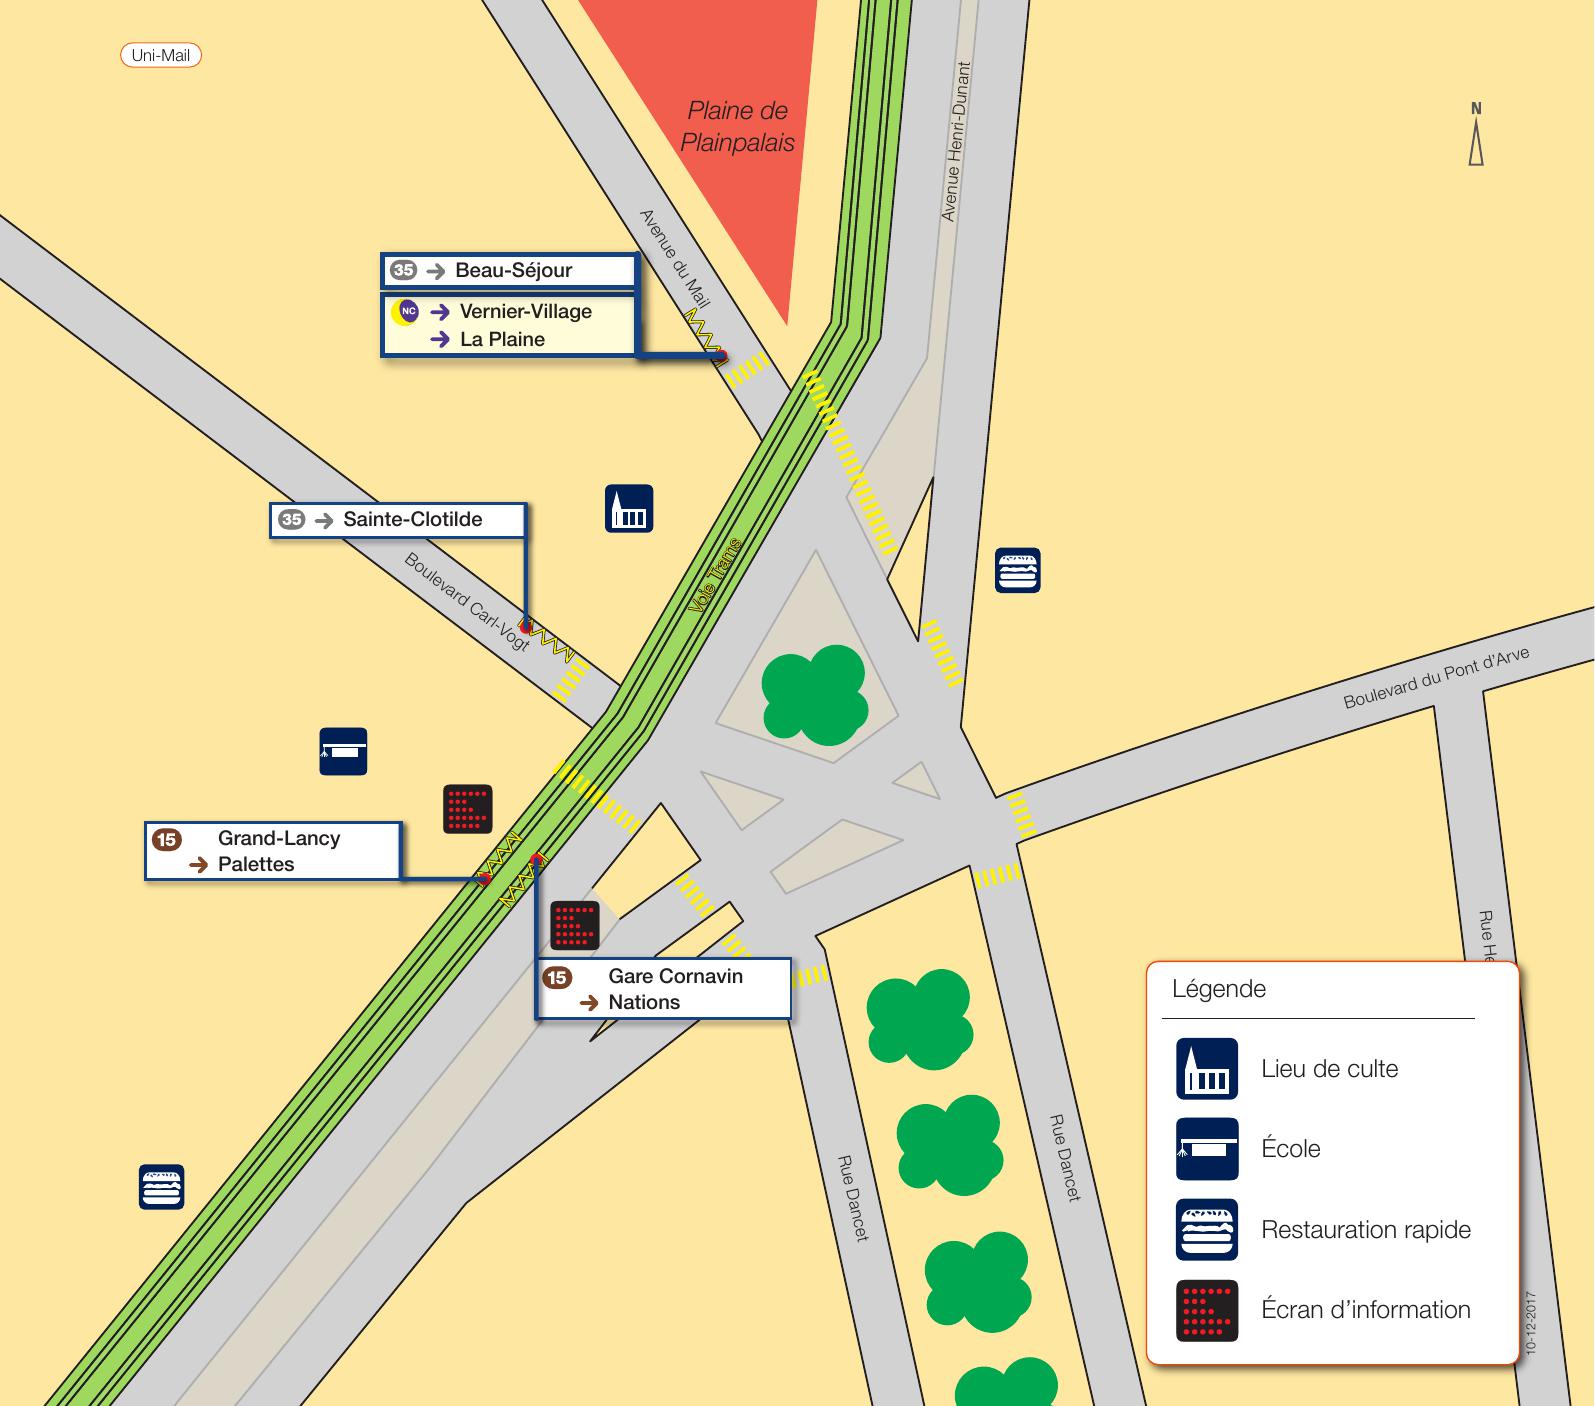 Uni-Mail
Plaine de
Plainpalais
Avenue Henri-Dunant
N
Avenue du Mail
35 → Beau-Séjour
NC → Vernier-Village
→ La Plaine
35 → Sainte-Clotilde
Boulevard Carl-Vogt
Voie Trams
Boulevard du Pont d’Arve
15 Grand-Lancy
→ Palettes
15 Gare Cornavin
→ Nations
Rue
Rue Dancet
Rue Dancet
Légende
Lieu de culte
École
Restauration rapide
Écran d’information
10-12-2017